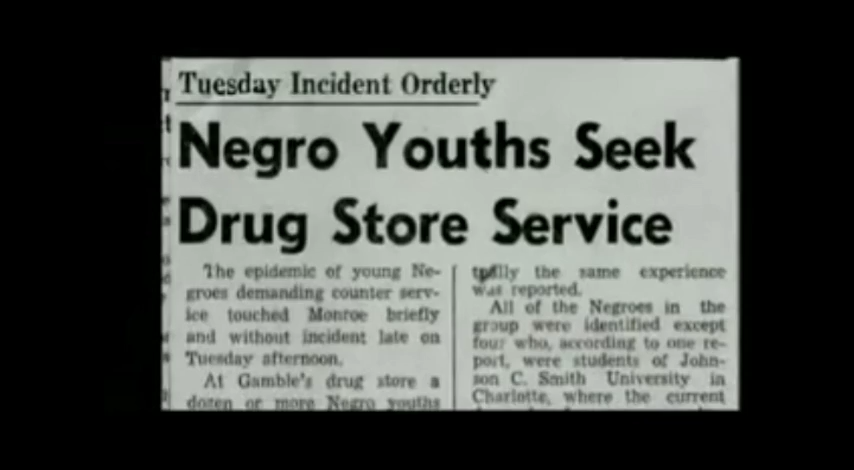 Tuesday Incident Orderly
Negro Youths Seek
Drug Store Service
The epidemic of young Ne-
groes demanding counter serv-
ice touched Monroe briefly
and without incident late on
Tuesday afternoon.
At Gamble's drug store a
dozen or more Negro youths
the same experience
was reported.
All of the Negroes in the
group were identified except
four who, according to one re-
port, were students of John-
son C. Smith University in
Charlotte, where the current